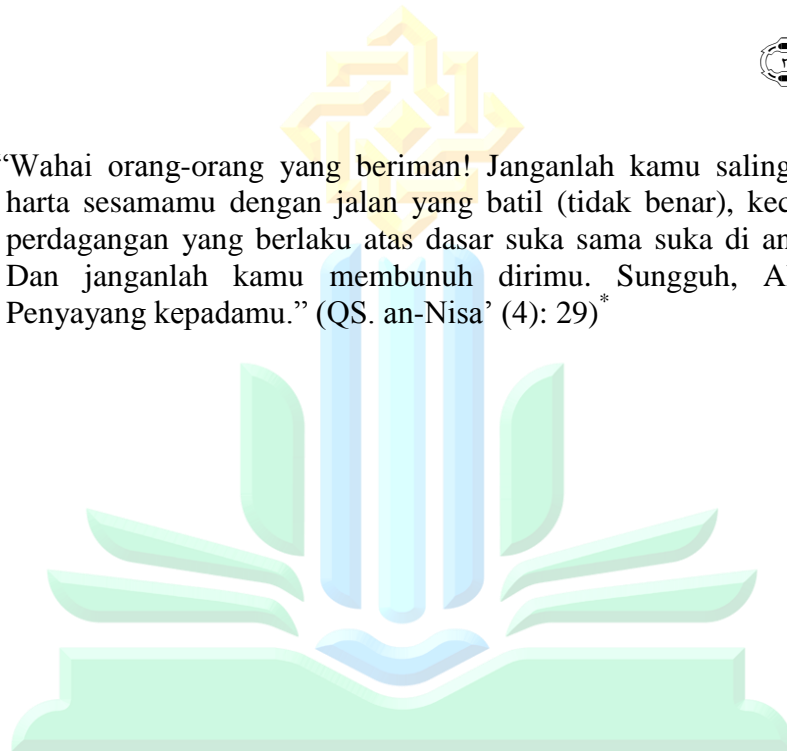 “Wahai orang-orang yang beriman! Janganlah kamu saling
harta sesamamu dengan jalan yang batil (tidak benar),
perdagangan yang berlaku atas dasar suka sama suka di
Dan janganlah kamu membunuh dirimu. Sungguh,
Penyayang kepadamu.” (QS. an-Nisa’ (4): 29)*